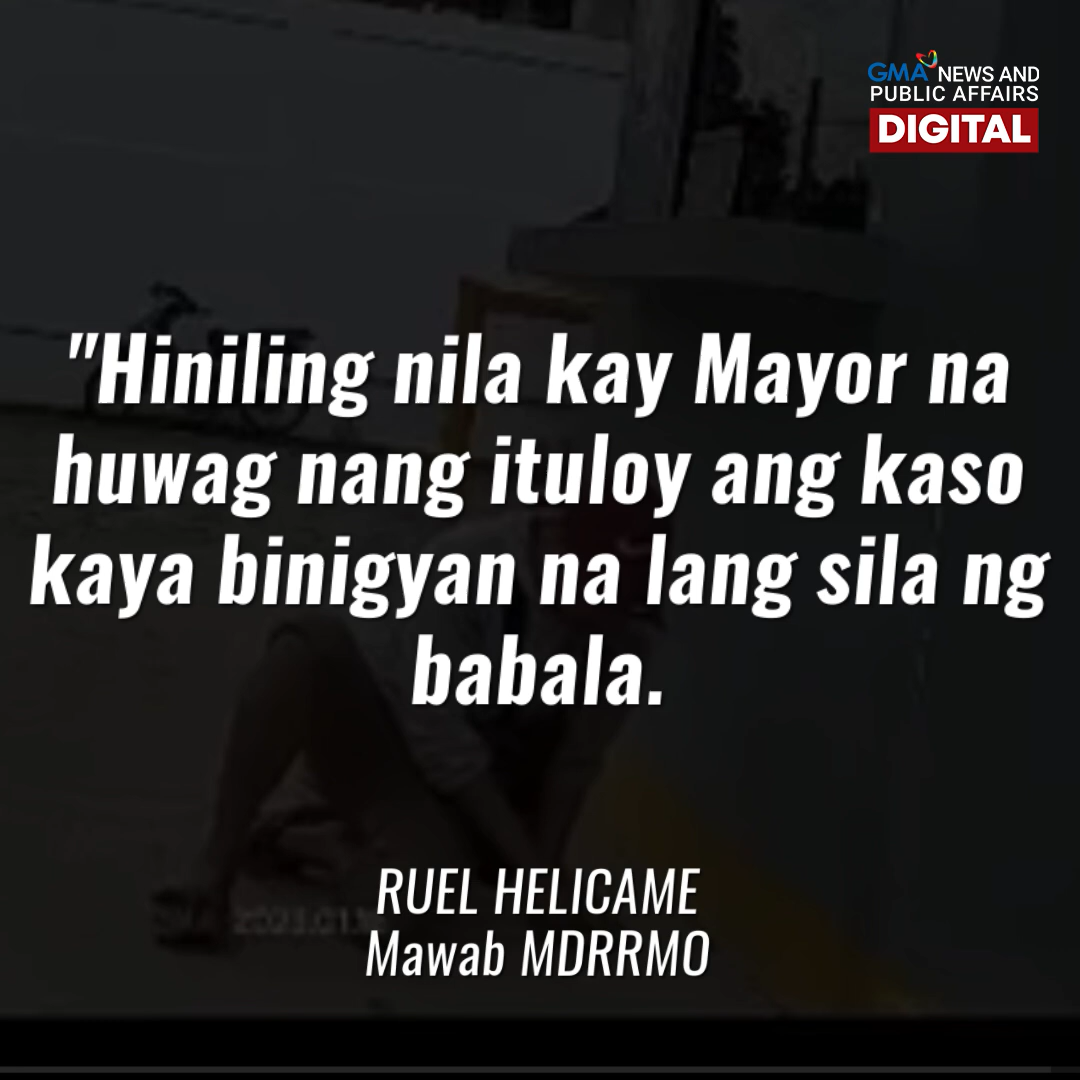 GMA NEWS AND
PUBLIC AFFAIRS
DIGITAL
"Hiniling nila kay Mayor na
huwag nang ituloy ang kaso
kaya binigyan na lang sila ng
babala.
RUEL HELICAME
Mawab MDRRMO